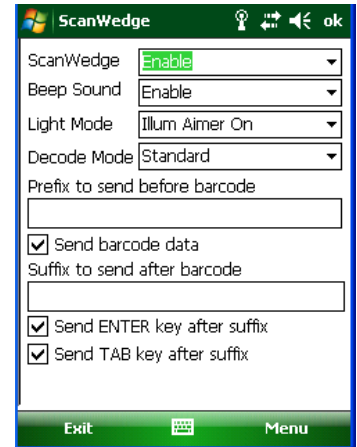 ScanWedge ok
ScanWedge Enable
Beep Sound Enable
Light Mode Illum Aimer On
Decode Mode Standard
Prefix to send before barcode
Send barcode data
Suffix to send after barcode
Send ENTER key after suffix
Send TAB key after suffix
Exit Menu